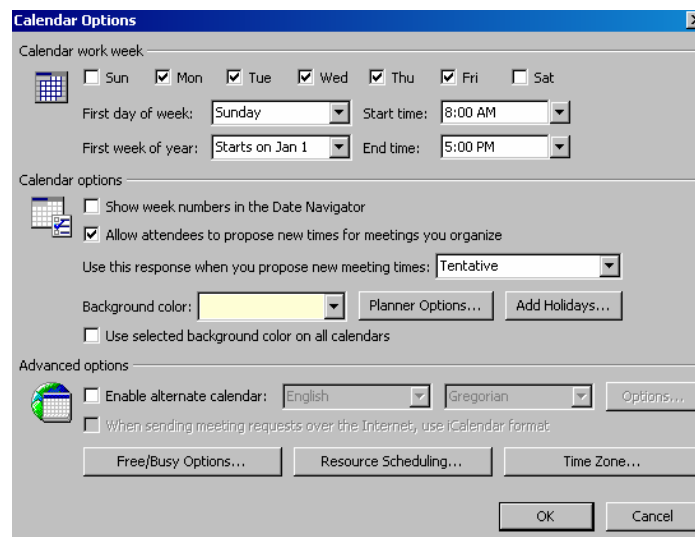 Calendar Options
Calendar work week
Sun Mon Tue Wed Thu Fri Sat
First day of week: Sunday Start time: 8:00 AM
First week of year: Starts on Jan 1 End time: 5:00 PM
Calendar options
Show week numbers in the Date Navigator
Allow attendees to propose new times for meetings you organize
Use this response when you propose new meeting times: Tentative
Background color: Planner Options... Add Holidays...
Use selected background color on all calendars
Advanced options
Enable alternate calendar: English Gregorian Options...
When sending meeting requests over the Internet, use iCalendar format
Free/Busy Options... Resource Scheduling... Time Zone...
OK Cancel